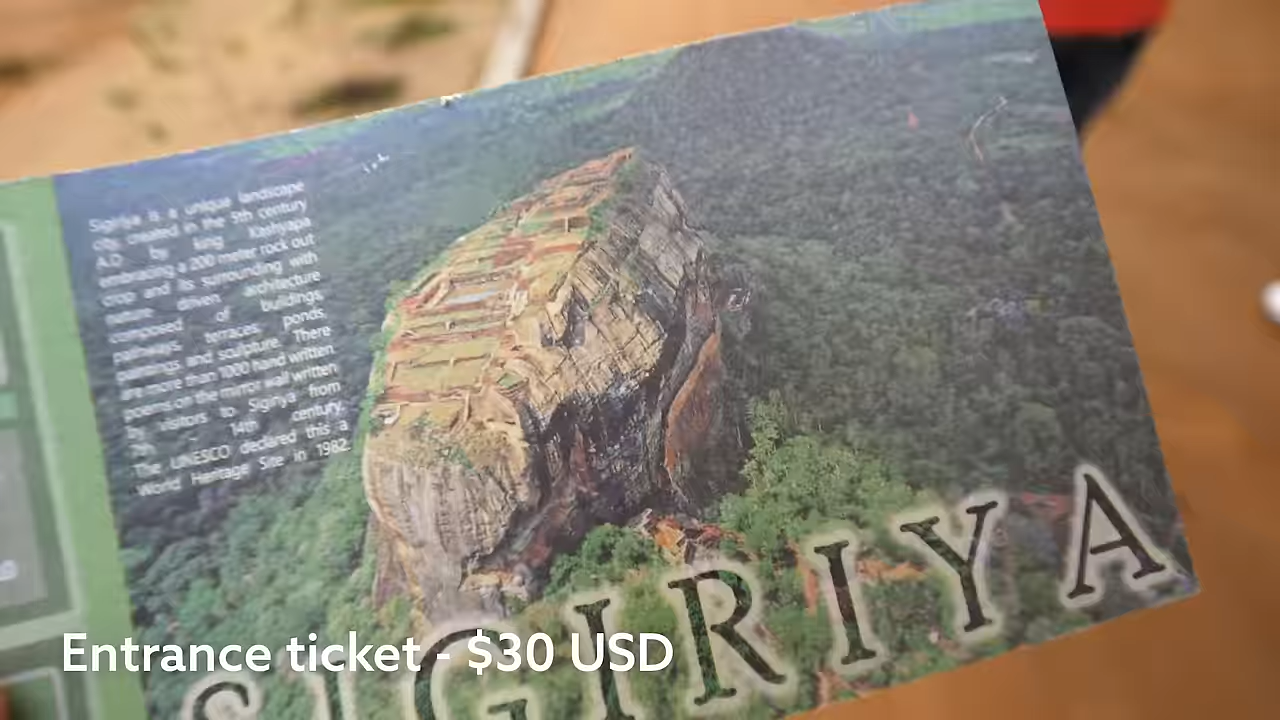 Sigiriya is a unique landscape
city created in the 5th century
A.D by king Kashyapa
embracing a 200 meter rock out
crop and its surrounding with
water driven architecture
composed of buildings,
pathways, terraces, ponds,
paintings and sculpture. There
are more than 1000 hand written
poems on the mirror wall written
by visitors to Sigiriya from
7th - 14th century.
The UNESCO declared this a
World Heritage Site in 1982.
SIGIRIYA
Entrance ticket - $30 USD